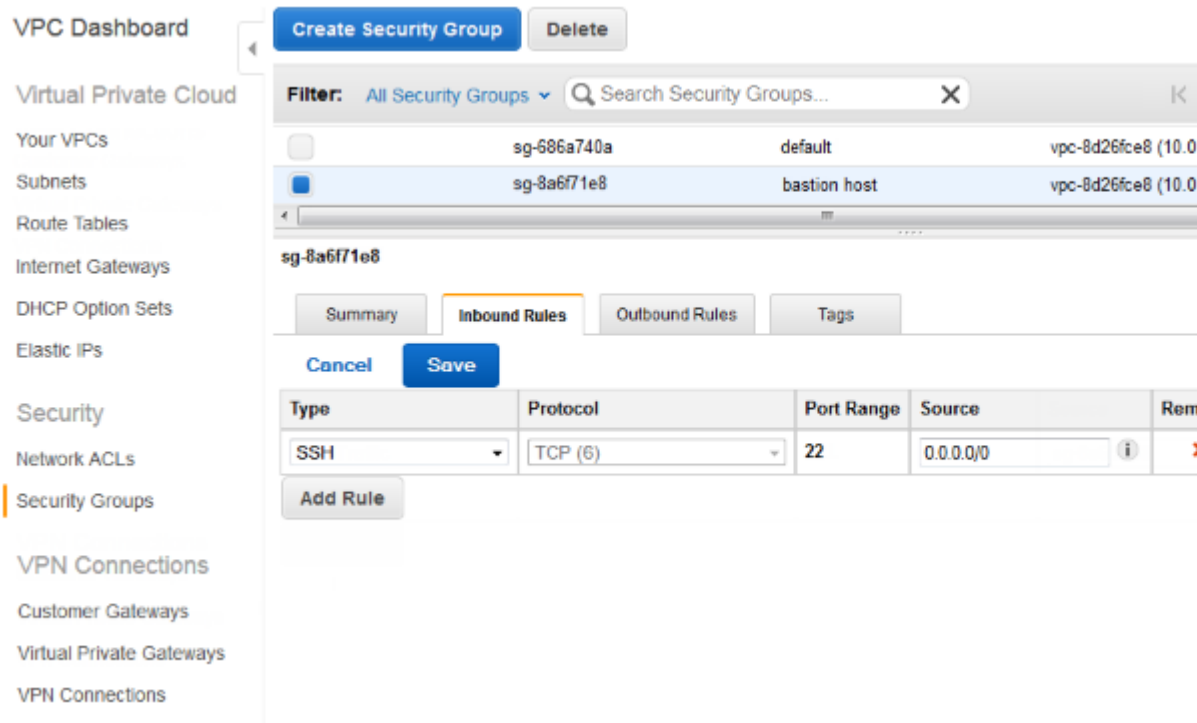 VPC Dashboard
Virtual Private Cloud
Your VPCs
Subnets
Route Tables
Internet Gateways
DHCP Option Sets
Elastic IPs
Security
Network ACLs
Security Groups
VPN Connections
Customer Gateways
Virtual Private Gateways
VPN Connections
Create Security Group Delete
Filter: All Security Groups Search Security Groups... X
sg-686a740a default vpc-8d26fce8 (10.0
sg-8a6f71e8 bastion host vpc-8d26fce8 (10.0
sg-8a6f71e8
Summary Inbound Rules Outbound Rules Tags
Cancel Save
Type Protocol Port Range Source Rem
SSH TCP (6) 22 0.0.0.0/0 i
Add Rule